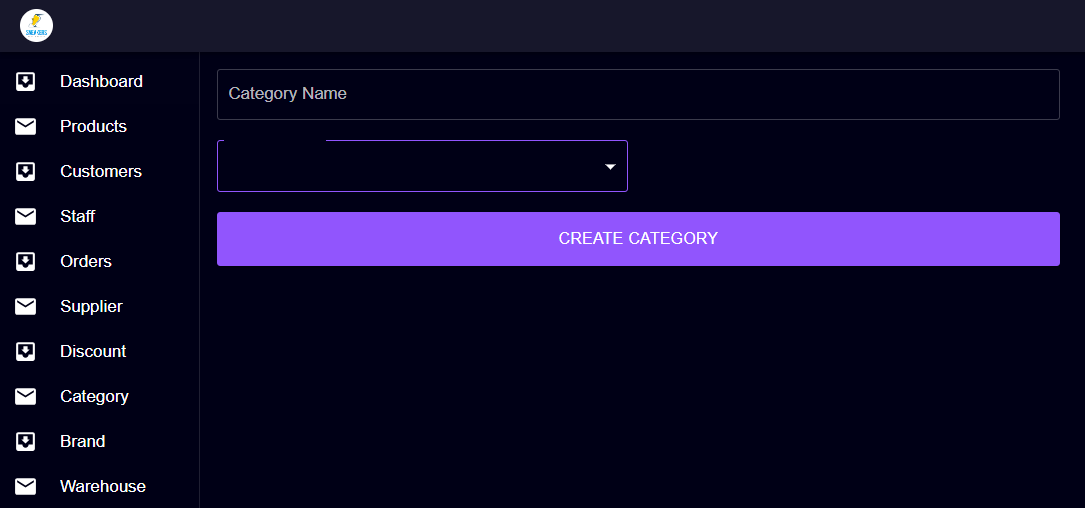 Dashboard
Products
Customers
Staff
Orders
Supplier
Discount
Category
Brand
Warehouse
Category Name
CREATE CATEGORY